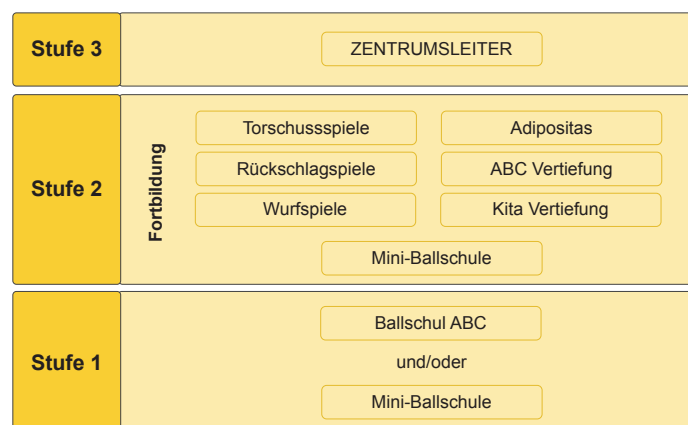 Stufe 3
ZENTRUMSLEITER
Stufe 2
Fortbildung
Torschussspiele
Adipositas
Rückschlagspiele
ABC Vertiefung
Wurfspiele
Kita Vertiefung
Mini-Ballschule
Stufe 1
Ballschul ABC
und/oder
Mini-Ballschule